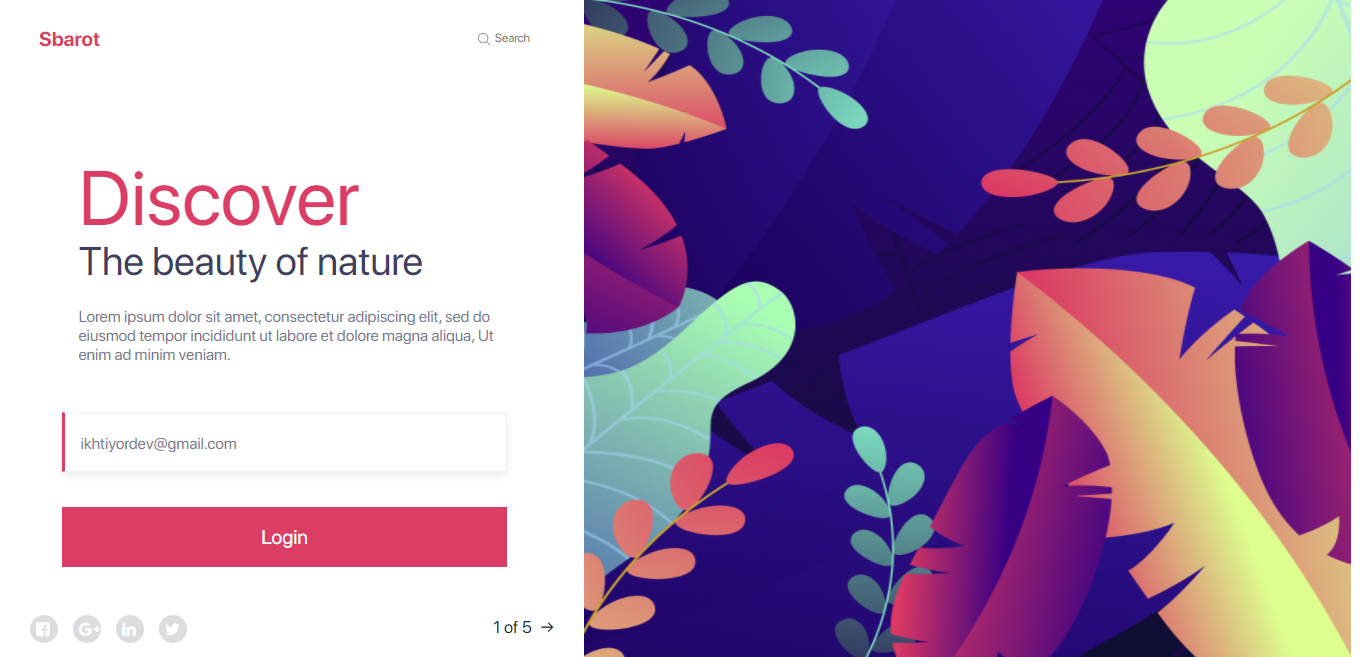 Sbarot
Search
Discover
The beauty of nature
Lorem ipsum dolor sit amet, consectetur adipiscing elit, sed do
eiusmod tempor incididunt ut labore et dolore magna aliqua, Ut
enim ad minim veniam.
ikhtiyordev@gmail.com
Login
1 of 5 →